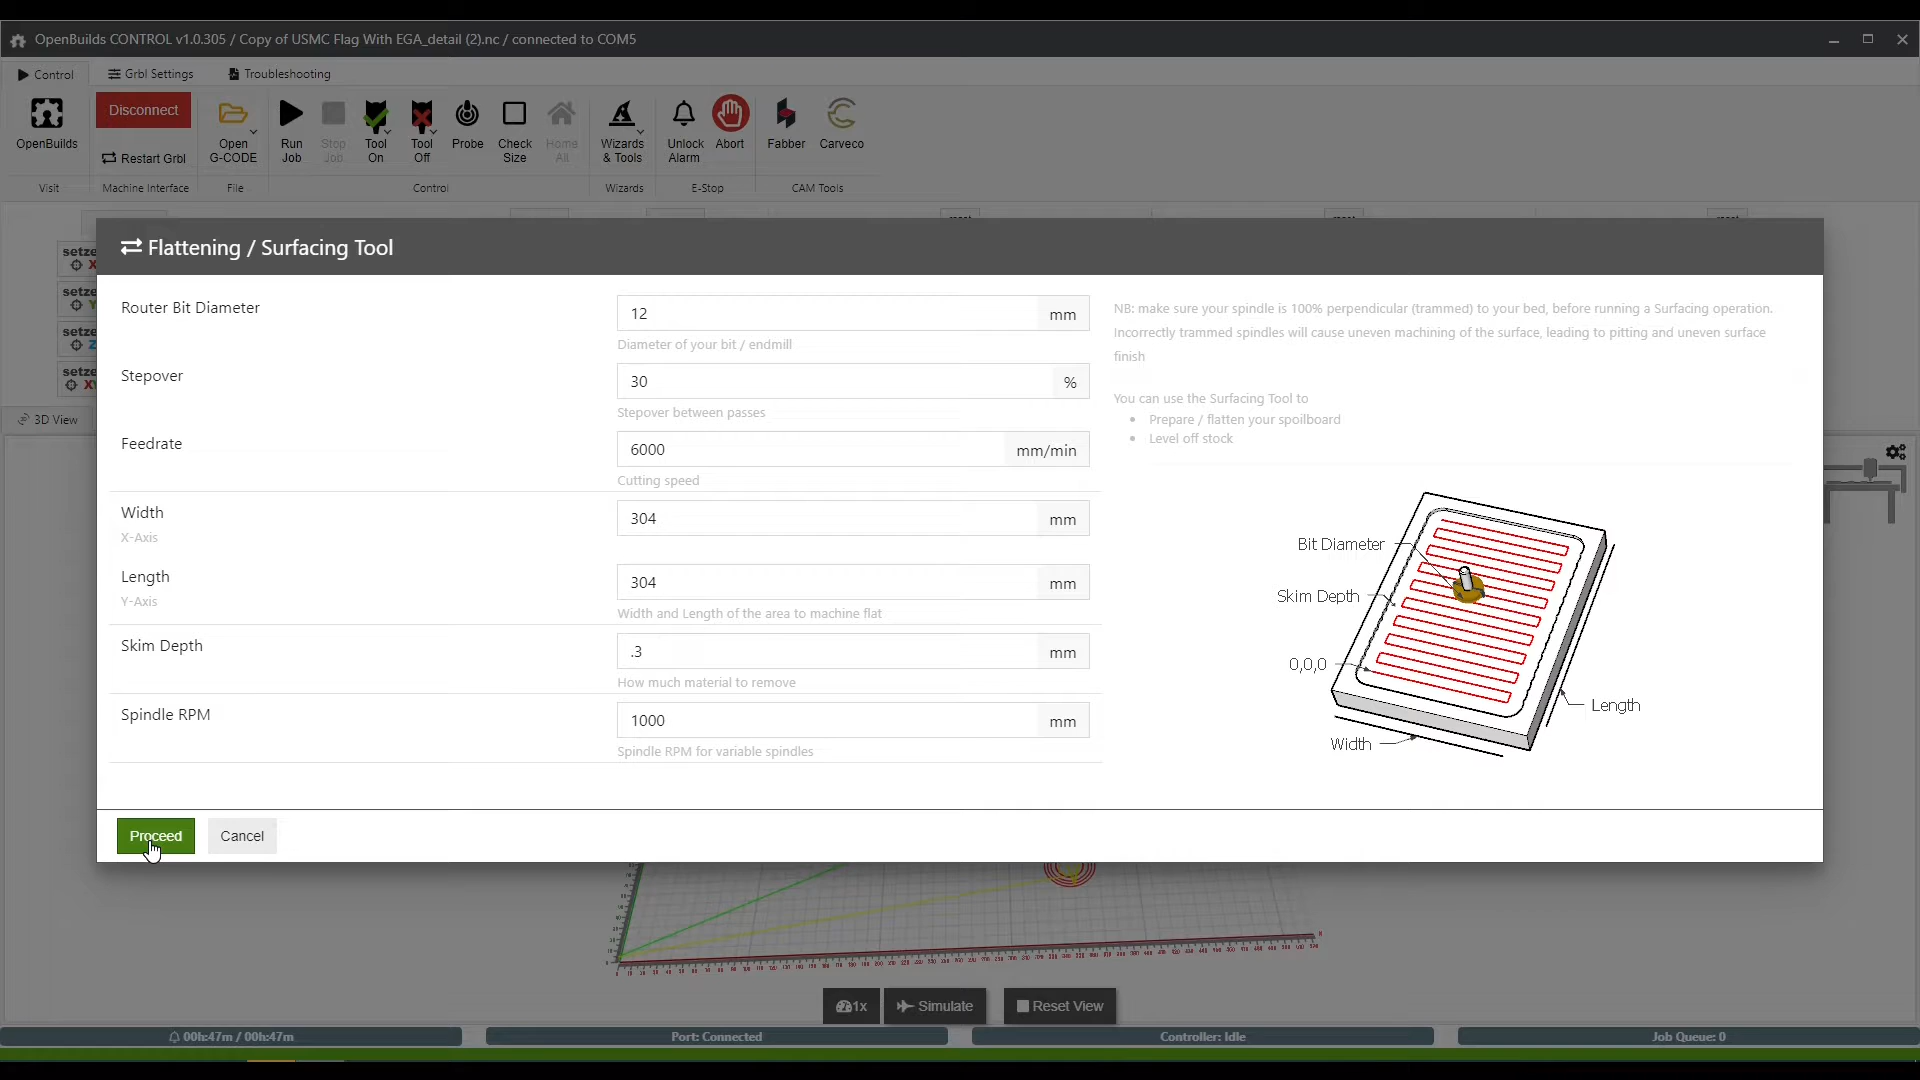 OpenBuilds CONTROL v1.0.305 / Copy of USMC Flag With EGA_detail (2).nc / connected to COM5
Control Grbl Settings Troubleshooting
OpenBuilds
Visit
Disconnect
Restart Grbl
Machine Interface
Open
G-CODE
File
Run
Job
Stop
Job
Tool
On
Tool
Off
Probe
Check
Size
Home
All
Control
Wizards
& Tools
Wizards
Unlock
Alarm
Abort
E-Stop
Fabber
Carveco
CAM Tools
setze
X
setze
Y
setze
Z
setze
3D View
Flattening / Surfacing Tool
Router Bit Diameter
12 mm
Diameter of your bit / endmill
Stepover
30 %
Stepover between passes
Feedrate
6000 mm/min
Cutting speed
Width
X-Axis
304 mm
Length
Y-Axis
304 mm
Width and Length of the area to machine flat
Skim Depth
.3 mm
How much material to remove
Spindle RPM
1000 mm
Spindle RPM for variable spindles
NB: make sure your spindle is 100% perpendicular (trammed) to your bed, before running a Surfacing operation.
Incorrectly trammed spindles will cause uneven machining of the surface, leading to pitting and uneven surface
finish
You can use the Surfacing Tool to
Prepare / flatten your spoilboard
Level off stock
Bit Diameter
Skim Depth
0,0,0
Length
Width
Proceed Cancel
1x Simulate Reset View
00h:47m / 00h:47m Port: Connected Controller: Idle Job Queue: 0